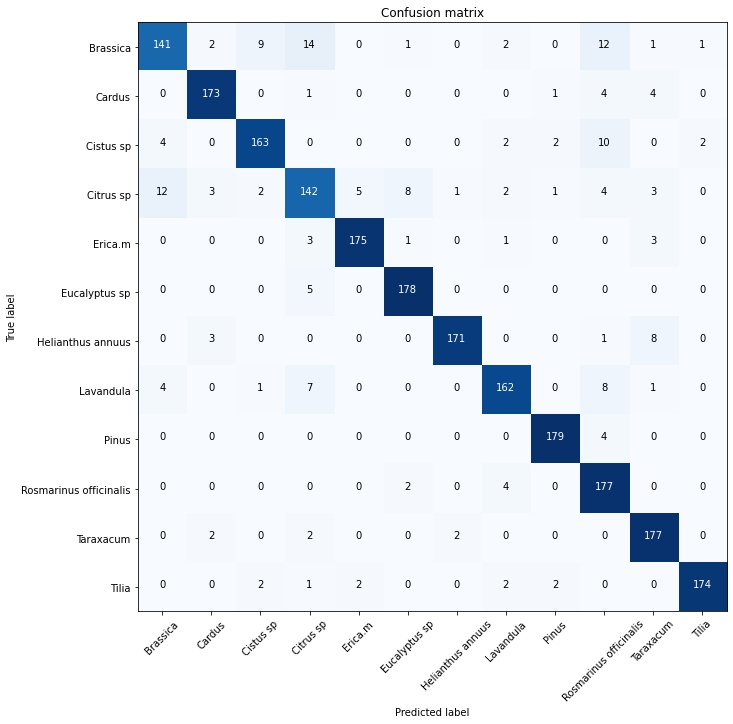 Confusion matrix
Brassica 141 2 9 14 0 1 0 2 0 12 1 1
Cardus 0 173 0 1 0 0 0 0 1 4 4 0
Cistus sp 4 0 163 0 0 0 0 2 2 10 0 2
Citrus sp 12 3 2 142 5 8 1 2 1 4 3 0
Erica.m 0 0 0 3 175 1 0 1 0 0 3 0
Eucalyptus sp 0 0 0 5 0 178 0 0 0 0 0 0
Helianthus annuus 0 3 0 0 0 0 171 0 0 1 8 0
Lavandula 4 0 1 7 0 0 0 162 0 8 1 0
Pinus 0 0 0 0 0 0 0 0 179 4 0 0
Rosmarinus officinalis 0 0 0 0 0 2 0 4 0 177 0 0
Taraxacum 0 2 0 2 0 0 2 0 0 0 177 0
Tilia 0 0 2 1 2 0 0 2 2 0 0 174
True label
Brassica Cardus Cistus sp Citrus sp Erica.m Eucalyptus sp Helianthus annuus Lavandula Pinus Rosmarinus officinalis Taraxacum Tilia
Predicted label